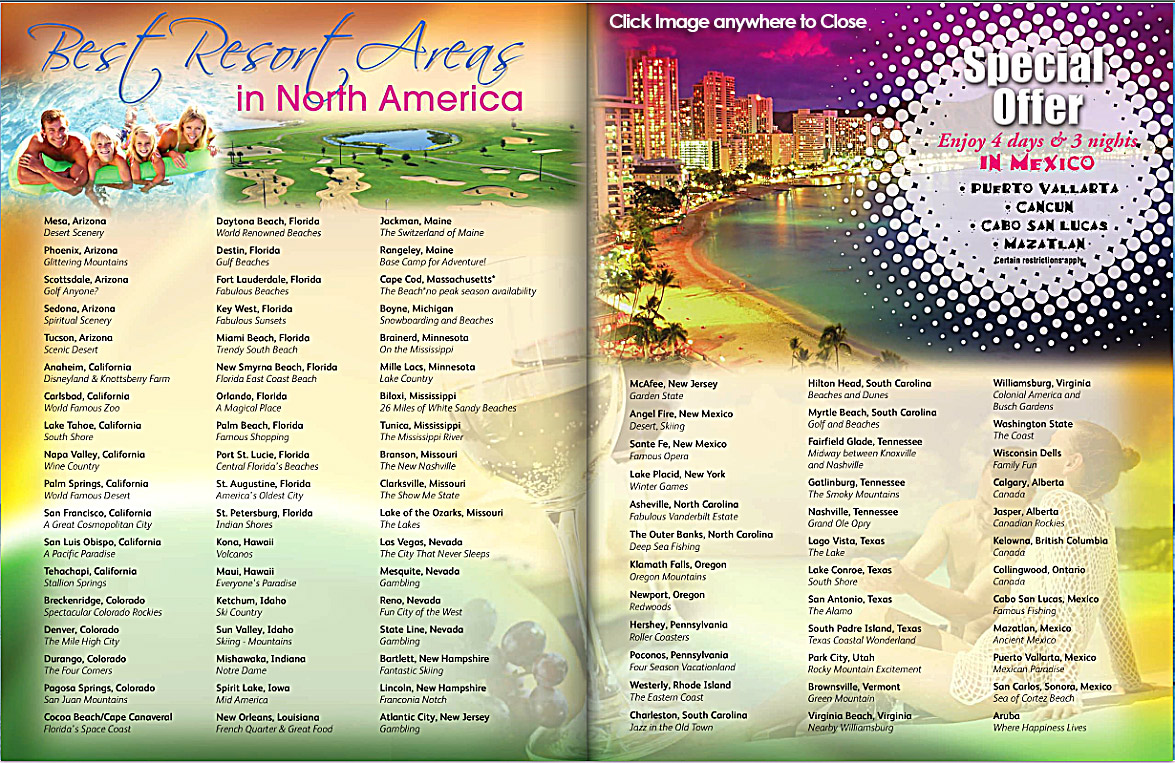 Best Resort Areas
in North America
Mesa, Arizona
Desert Scenery
Phoenix, Arizona
Glittering Mountains
Scottsdale, Arizona
Golf Anyone?
Sedona, Arizona
Spiritual Scenery
Tucson, Arizona
Scenic Desert
Anaheim, California
Disneyland & Knottsberry Farm
Carlsbad, California
World Famous Zoo
Lake Tahoe, California
South Shore
Napa Valley, California
Wine Country
Palm Springs, California
World Famous Desert
San Francisco, California
A Great Cosmopolitan City
San Luis Obispo, California
A Pacific Paradise
Tehachapi, California
Stallion Springs
Breckenridge, Colorado
Spectacular Colorado Rockies
Denver, Colorado
The Mile High City
Durango, Colorado
The Four Corners
Pagosa Springs, Colorado
San Juan Mountains
Cocoa Beach/Cape Canaveral
Florida's Space Coast
Daytona Beach, Florida
World Renowned Beaches
Destin, Florida
Gulf Beaches
Fort Lauderdale, Florida
Fabulous Beaches
Key West, Florida
Fabulous Sunsets
Miami Beach, Florida
Trendy South Beach
New Smyrna Beach, Florida
Florida East Coast Beach
Orlando, Florida
A Magical Place
Palm Beach, Florida
Famous Shopping
Port St. Lucie, Florida
Central Florida's Beaches
St. Augustine, Florida
America's Oldest City
St. Petersburg, Florida
Indian Shores
Kona, Hawaii
Volcanos
Maui, Hawaii
Everyone's Paradise
Ketchum, Idaho
Ski Country
Sun Valley, Idaho
Skiing - Mountains
Mishawaka, Indiana
Notre Dame
Spirit Lake, Iowa
Mid America
New Orleans, Louisiana
French Quarter & Great Food
Jackman, Maine
The Switzerland of Maine
Rangeley, Maine
Base Camp for Adventure!
Cape Cod, Massachusetts*
The Beach*no peak season availability
Boyne, Michigan
Snowboarding and Beaches
Brainerd, Minnesota
On the Mississippi
Mille Lacs, Minnesota
Lake Country
Biloxi, Mississippi
26 Miles of White Sandy Beaches
Tunica, Mississippi
The Mississippi River
Branson, Missouri
The New Nashville
Clarksville, Missouri
The Show Me State
Lake of the Ozarks, Missouri
The Lakes
Las Vegas, Nevada
The City That Never Sleeps
Mesquite, Nevada
Gambling
Reno, Nevada
Fun City of the West
State Line, Nevada
Gambling
Bartlett, New Hampshire
Fantastic Skiing
Lincoln, New Hampshire
Franconia Notch
Atlantic City, New Jersey
Gambling
Click Image anywhere to Close
Special
Offer
Enjoy 4 days & 3 nights
IN MEXICO
• PUERTO VALLARTA
• CANCUN
• CABO SAN LUCAS
• MAZATLAN
Certain restrictions apply
McAfee, New Jersey
Garden State
Angel Fire, New Mexico
Desert, Skiing
Sante Fe, New Mexico
Famous Opera
Lake Placid, New York
Winter Games
Asheville, North Carolina
Fabulous Vanderbilt Estate
The Outer Banks, North Carolina
Deep Sea Fishing
Klamath Falls, Oregon
Oregon Mountains
Newport, Oregon
Redwoods
Hershey, Pennsylvania
Roller Coasters
Poconos, Pennsylvania
Four Season Vacationland
Westerly, Rhode Island
The Eastern Coast
Charleston, South Carolina
Jazz in the Old Town
Hilton Head, South Carolina
Beaches and Dunes
Myrtle Beach, South Carolina
Golf and Beaches
Fairfield Glade, Tennessee
Midway between Knoxville
and Nashville
Gatlinburg, Tennessee
The Smoky Mountains
Nashville, Tennessee
Grand Ole Opry
Lago Vista, Texas
The Lake
Lake Conroe, Texas
South Shore
San Antonio, Texas
The Alamo
South Padre Island, Texas
Texas Coastal Wonderland
Park City, Utah
Rocky Mountain Excitement
Brownsville, Vermont
Green Mountain
Virginia Beach, Virginia
Nearby Williamsburg
Williamsburg, Virginia
Colonial America and
Busch Gardens
Washington State
The Coast
Wisconsin Dells
Family Fun
Calgary, Alberta
Canada
Jasper, Alberta
Canadian Rockies
Kelowna, British Columbia
Canada
Collingwood, Ontario
Canada
Cabo San Lucas, Mexico
Famous Fishing
Mazatlan, Mexico
Ancient Mexico
Puerto Vallarta, Mexico
Mexican Paradise
San Carlos, Sonora, Mexico
Sea of Cortez Beach
Aruba
Where Happiness Lives